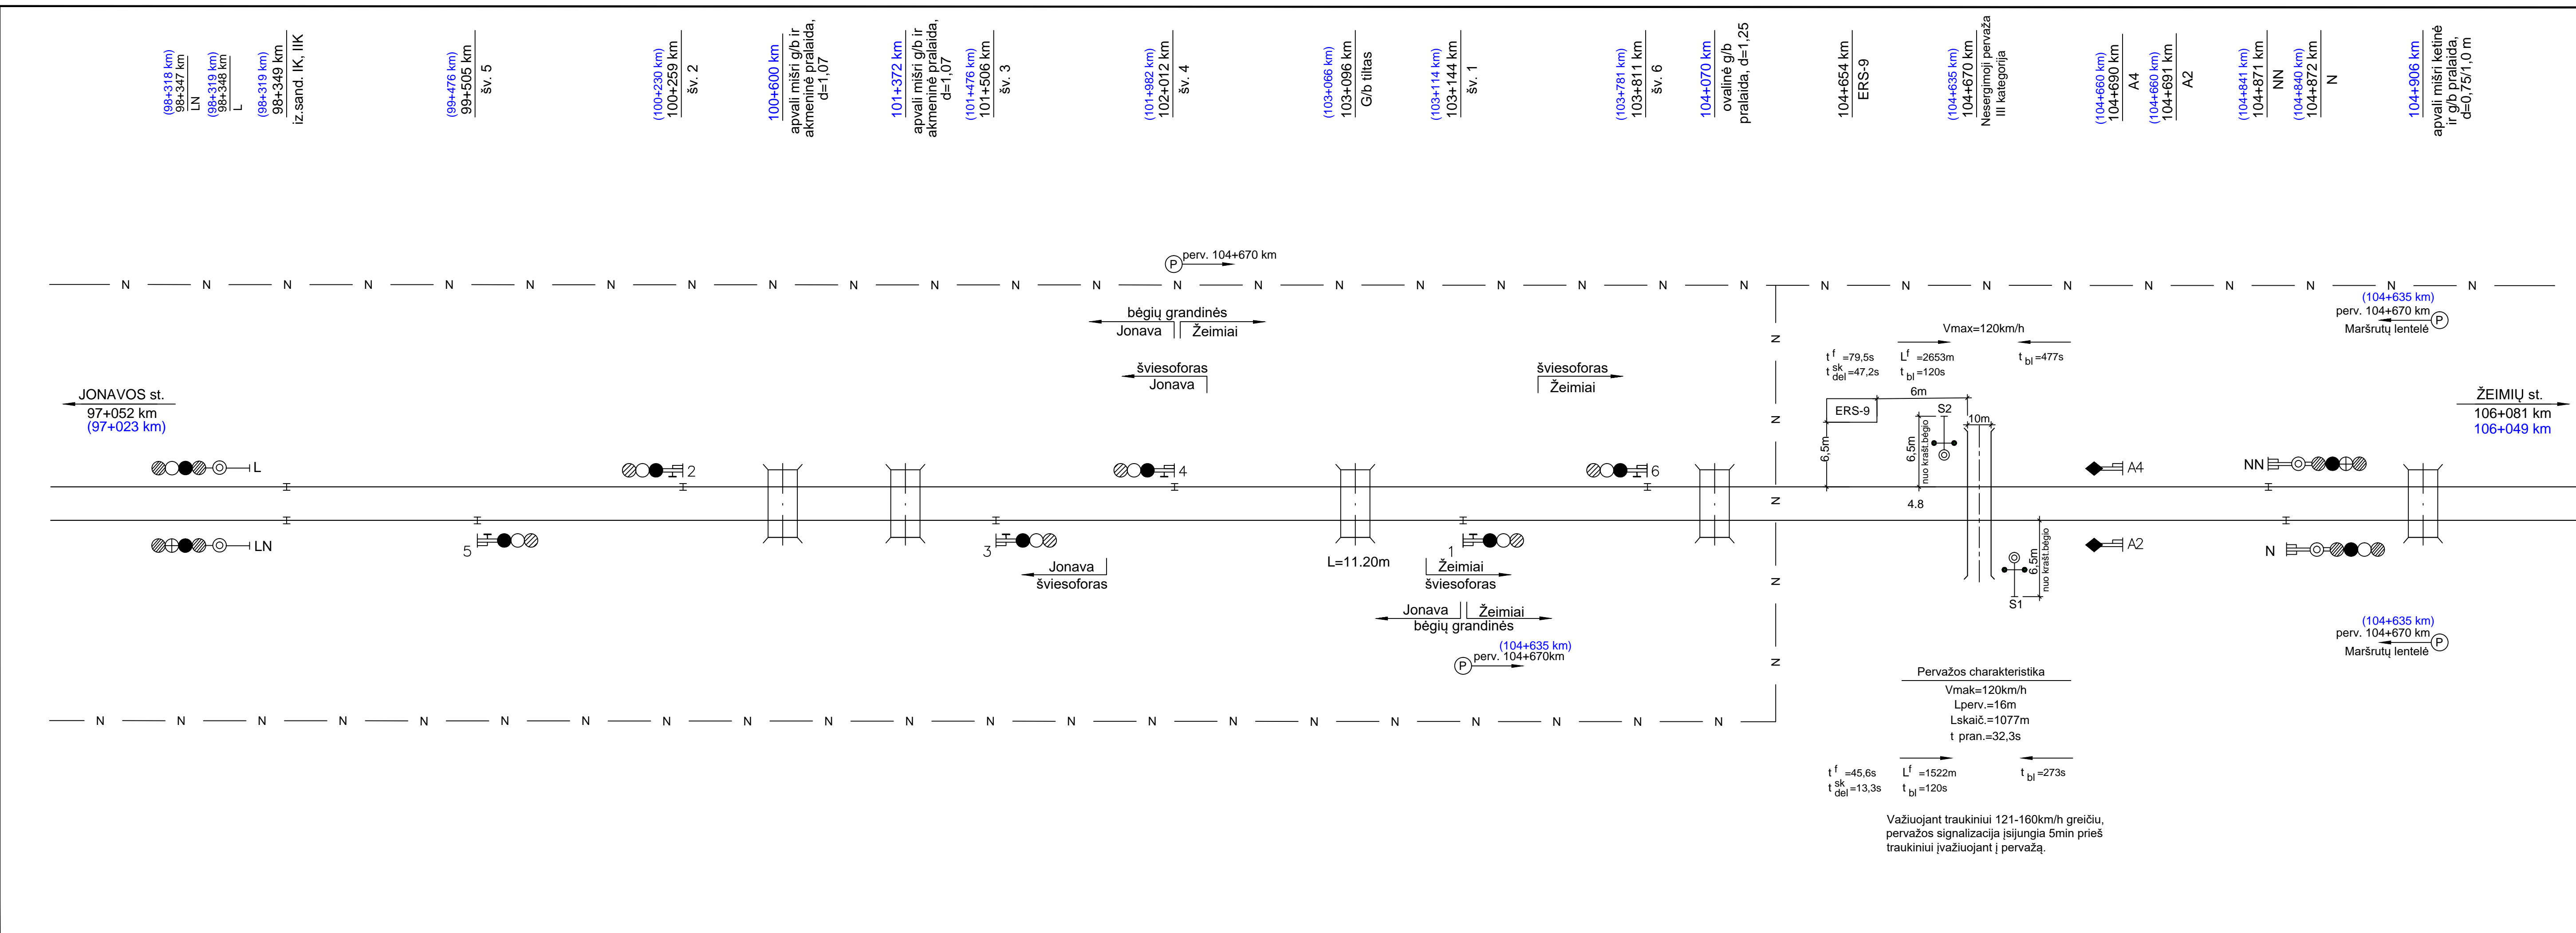 (98+318 km)
98+347 km
LN
(98+319 km)
98+348 km
L
(98+319 km)
98+349 km
iz.sand. IK, IIK
(99+476 km)
99+505 km
šv. 5
(100+230 km)
100+259 km
šv. 2
100+600 km
apvali mišri g/b ir
akmeninė pralaida,
d=1,07
101+372 km
apvali mišri g/b ir
akmeninė pralaida,
d=1,07
(101+476 km)
101+506 km
šv. 3
(101+982 km)
102+012 km
šv. 4
(103+066 km)
103+096 km
G/b tiltas
(103+114 km)
103+144 km
šv. 1
(103+781 km)
103+811 km
šv. 6
104+070 km
ovalinė g/b
pralaida, d=1,25
104+654 km
ERS-9
(104+635 km)
104+670 km
Neserginoji pervaža
III kategorija
(104+660 km)
104+690 km
A4
(104+660 km)
104+691 km
A2
(104+841 km)
104+871 km
NN
(104+840 km)
104+872 km
N
104+906 km
apvali mišri ketinė
ir g/b pralaida,
d=0,75/1,0 m
P perv. 104+670 km
N N N N N N N N N N N N N N N N N N N N N N N N N N N N N N
bėgių grandinės
Jonava Žeimiai
šviesoforas
Jonava
šviesoforas
Žeimiai
N
N
N
N
N
Vmax=120km/h
t f =79,5s
t sk del =47,2s
L f =2653m
t bl =120s
t bl =477s
(104+635 km)
perv. 104+670 km
P
Maršrutų lentelė
JONAVOS st.
97+052 km
(97+023 km)
ŽEIMIŲ st.
106+081 km
106+049 km
6m
ERS-9
S2
10m
6,5m
6,5m
nuo krašt.bėgio
L
2
4
6
A4
NN
4.8
LN
5
3
1
A2
N
L=11.20m
6,5m
nuo krašt.bėgio
S1
Jonava
šviesoforas
Žeimiai
šviesoforas
Jonava Žeimiai
bėgių grandinės
(104+635 km)
P perv. 104+670km
(104+635 km)
perv. 104+670 km
P
Maršrutų lentelė
N N N N N N N N N N N N N N N N N N N N N
Pervažos charakteristika
Vmak=120km/h
Lperv.=16m
Lskaič.=1077m
t pran.=32,3s
t f =45,6s
t sk del =13,3s
L f =1522m
t bl =120s
t bl =273s
Važiuojant traukiniui 121-160km/h greičiu,
pervažos signalizacija įsijungia 5min prieš
traukiniui įvažiuojant į pervažą.